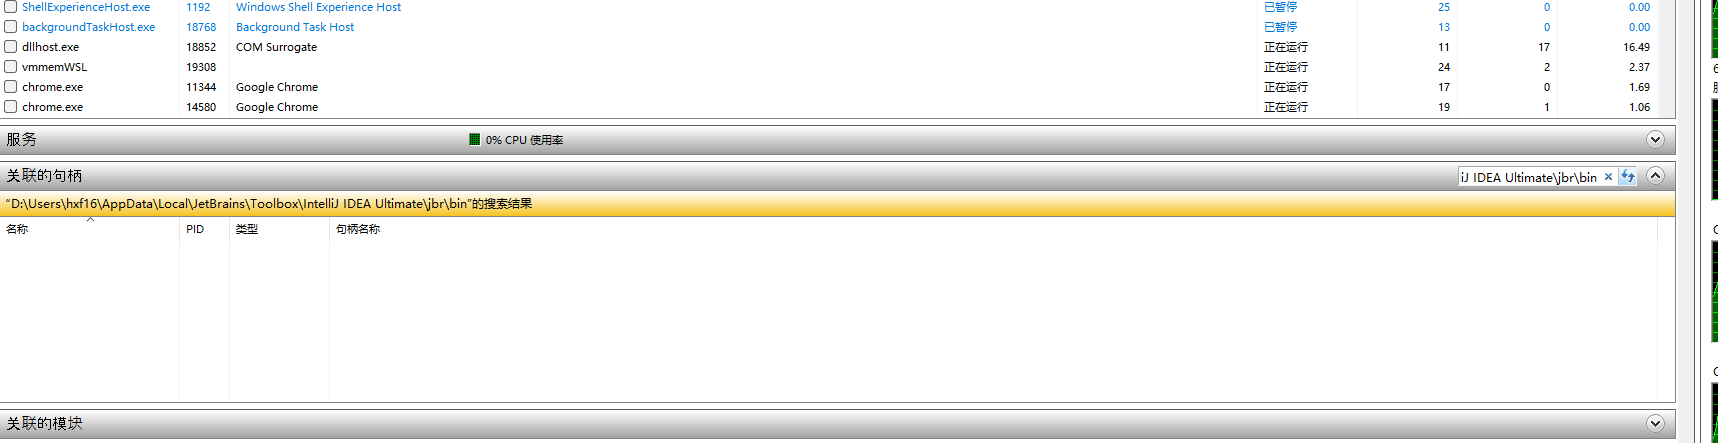 ShellExperienceHost.exe 1192 Windows Shell Experience Host 已暂停 25 0 0.00
backgroundTaskHost.exe 18768 Background Task Host 已暂停 13 0 0.00
dllhost.exe 18852 COM Surrogate 正在运行 11 17 16.49
vmmemWSL 19308 正在运行 24 2 2.37
chrome.exe 11344 Google Chrome 正在运行 17 0 1.69
chrome.exe 14580 Google Chrome 正在运行 19 1 1.06
服务 0% CPU 使用率
关联的句柄 iJ IDEA Ultimate\jbr\bin
“D:\Users\hxf16\AppData\Local\JetBrains\Toolbox\IntelliJ IDEA Ultimate\jbr\bin”的搜索结果
名称 PID 类型 句柄名称
关联的模块